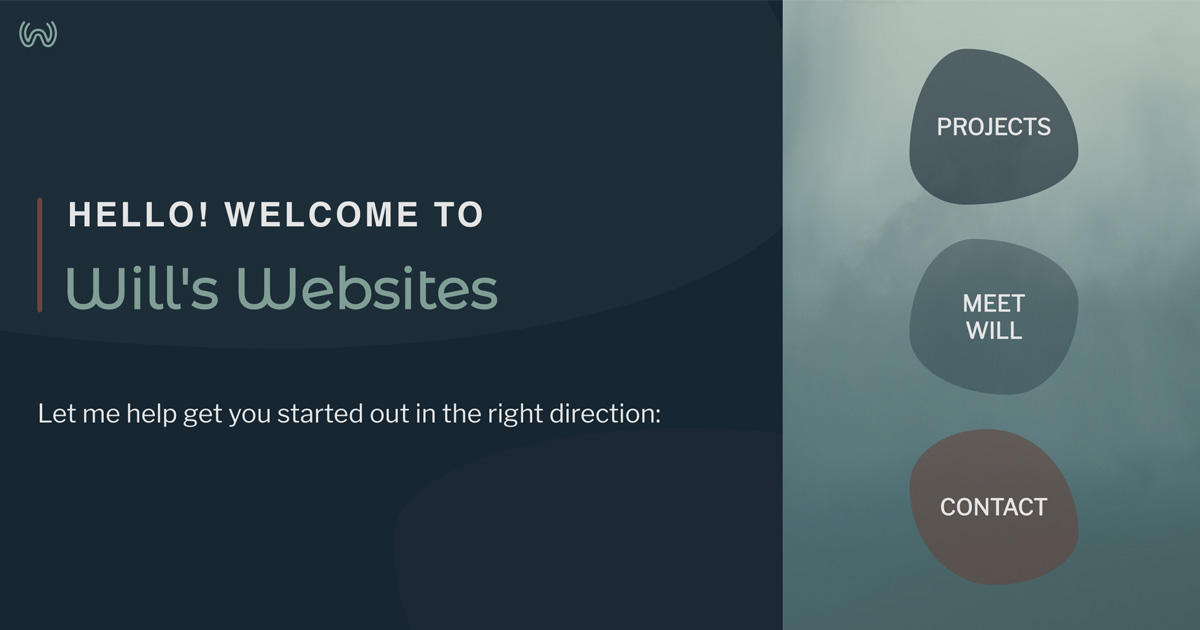 HELLO! WELCOME TO
Will's Websites
Let me help get you started out in the right direction:
PROJECTS
MEET
WILL
CONTACT